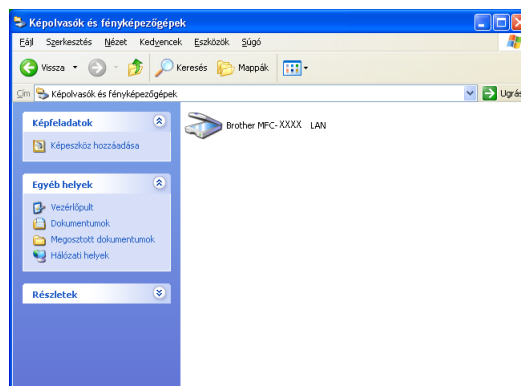 Képolvasók és fényképezőgépek
Fájl Szerkesztés Nézet Kedvencek Eszközök Súgó
Vissza Keresés Mappák
Cím Képolvasók és fényképezőgépek Ugrás
Képfeladatok
Képeszköz hozzáadása
Brother MFC-XXXX LAN
Egyéb helyek
Vezérlőpult
Dokumentumok
Megosztott dokumentumok
Hálózati helyek
Részletek